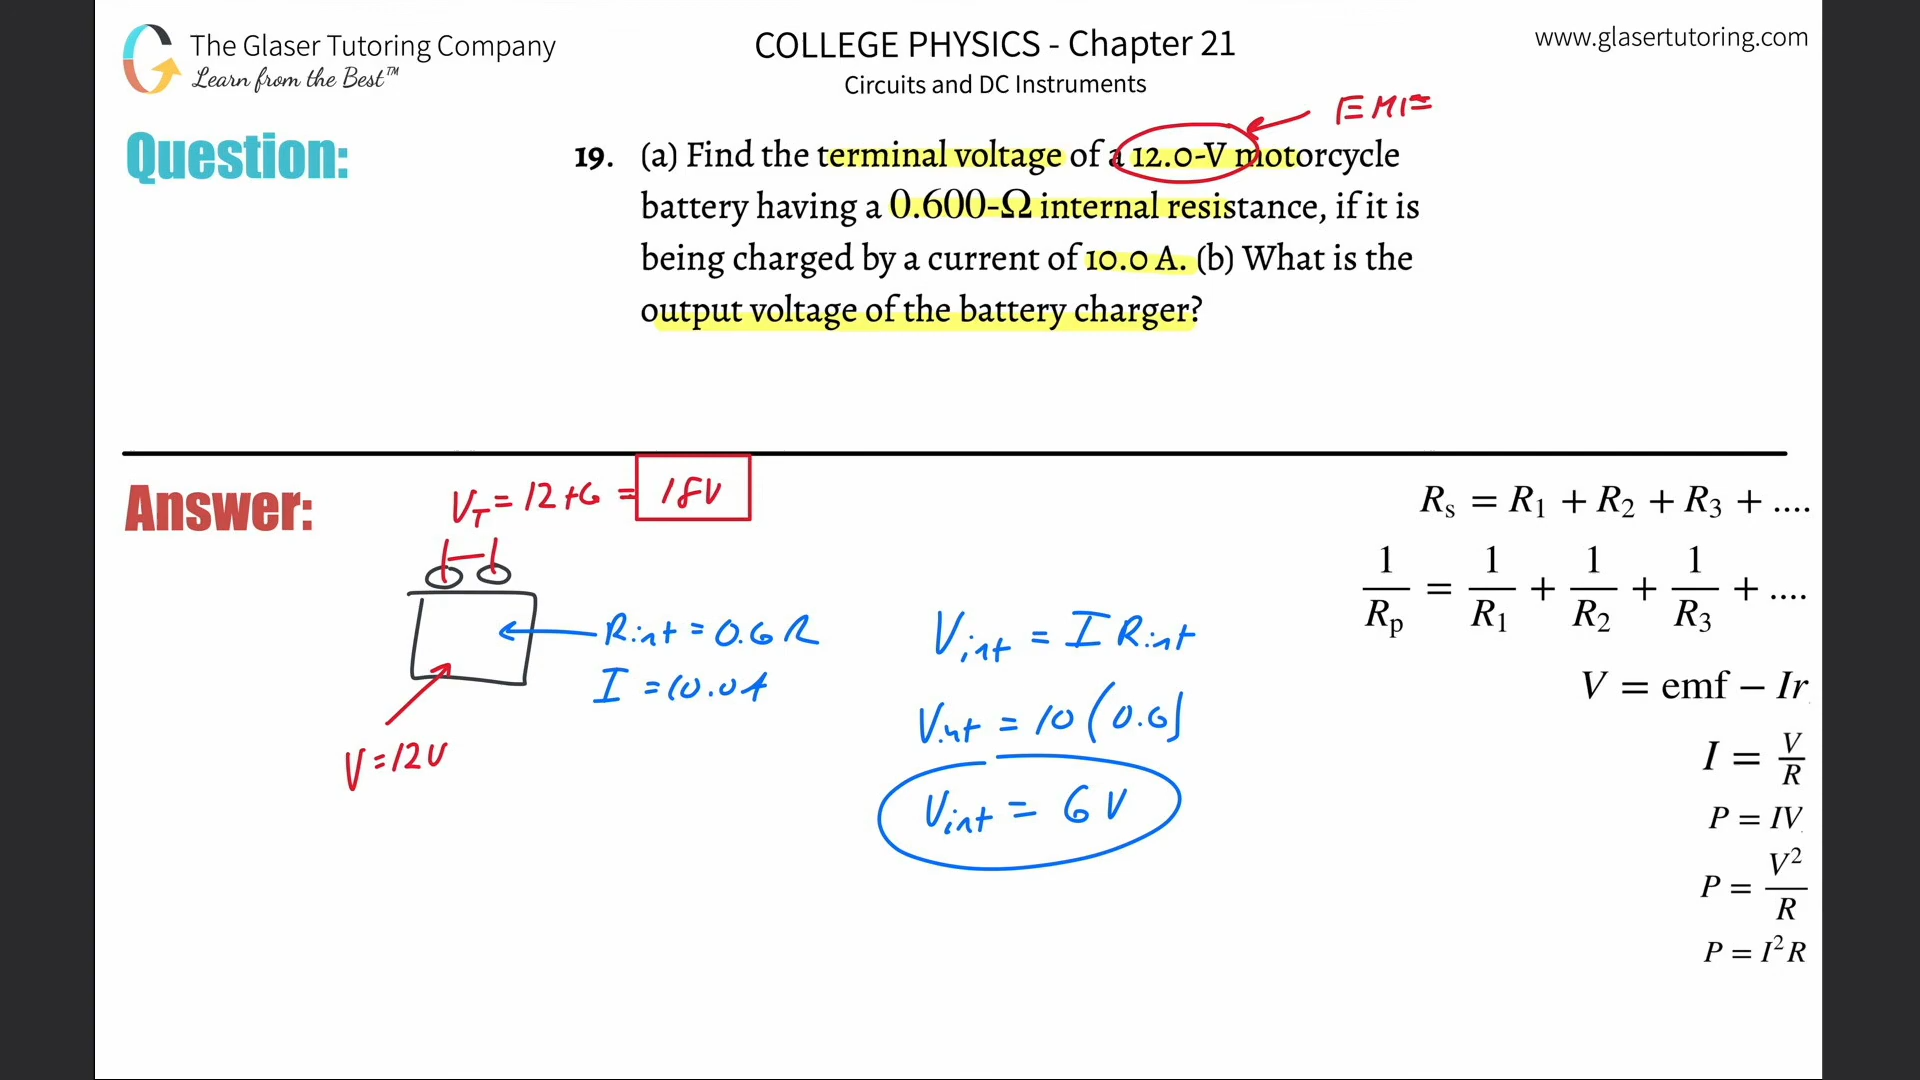 The Glaser Tutoring Company
Learn from the Best™
COLLEGE PHYSICS - Chapter 21
Circuits and DC Instruments
www.glasertutoring.com
EMF
Question:
19. (a) Find the terminal voltage of a 12.0-V motorcycle
battery having a 0.600-Ω internal resistance, if it is
being charged by a current of 10.0 A. (b) What is the
output voltage of the battery charger?
Answer:
V_T = 12 + 6 = 18V
R_int = 0.6 Ω
I = 10.0A
V = 12V
V_int = I R_int
V_int = 10 (0.6)
V_int = 6 V
R_s = R_1 + R_2 + R_3 + ....
1/R_p = 1/R_1 + 1/R_2 + 1/R_3 + ....
V = emf − Ir
I = V/R
P = IV
P = V²/R
P = I²R